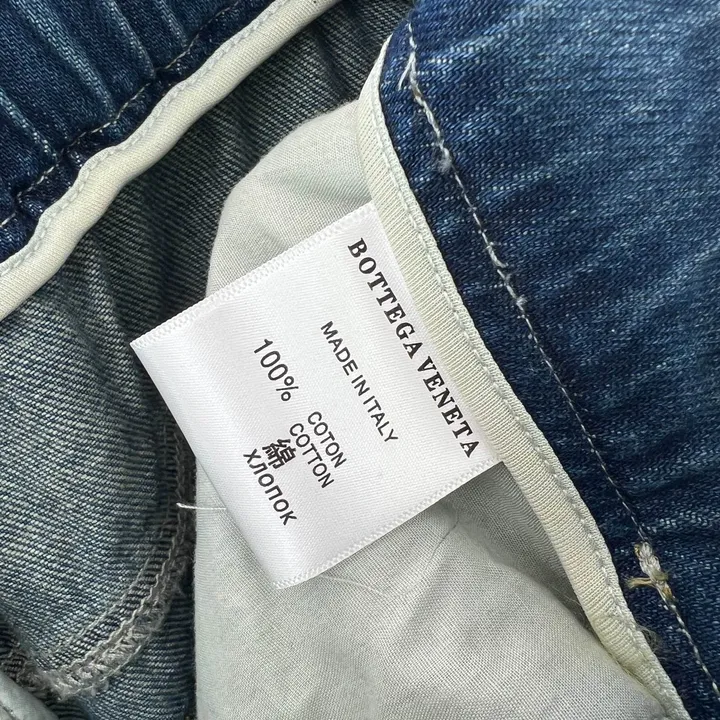 BOTTEGA VENETA
MADE IN ITALY
100%
COTON
COTTON
綿
ХЛОПОК